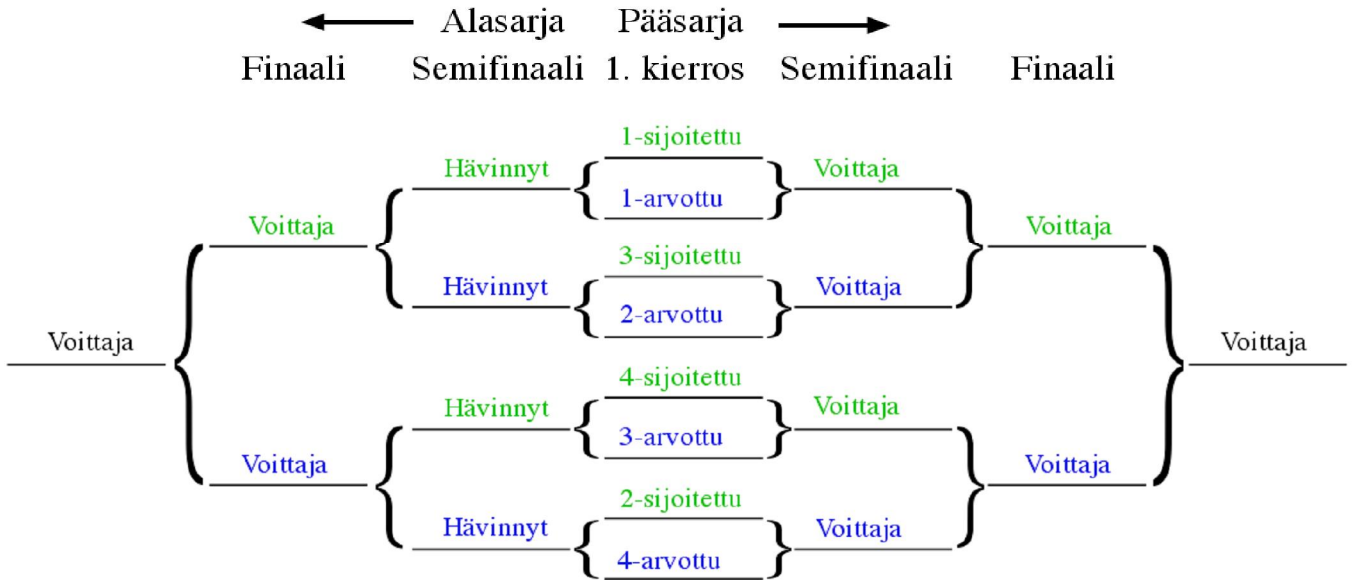 Alasarja Pääsarja
Finaali Semifinaali 1. kierros Semifinaali Finaali
1-sijoitettu
Hävinnyt Voittaja
1-arvottu
Voittaja Voittaja
3-sijoitettu
Hävinnyt Voittaja
2-arvottu
Voittaja Voittaja
4-sijoitettu
Hävinnyt Voittaja
3-arvottu
Voittaja Voittaja
2-sijoitettu
Hävinnyt Voittaja
4-arvottu